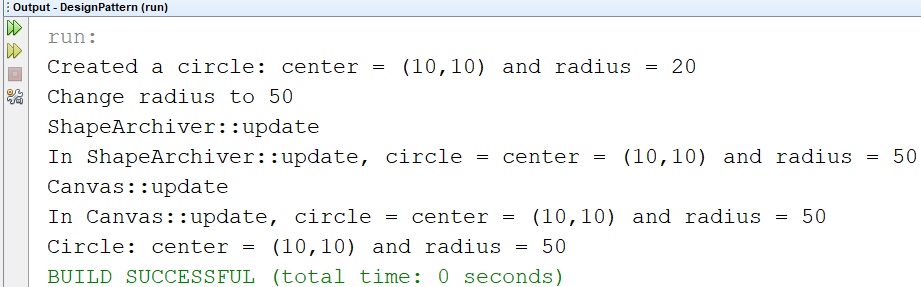 Output - DesignPattern (run)
run:
Created a circle: center = (10,10) and radius = 20
Change radius to 50
ShapeArchiver::update
In ShapeArchiver::update, circle = center = (10,10) and radius = 50
Canvas::update
In Canvas::update, circle = center = (10,10) and radius = 50
Circle: center = (10,10) and radius = 50
BUILD SUCCESSFUL (total time: 0 seconds)